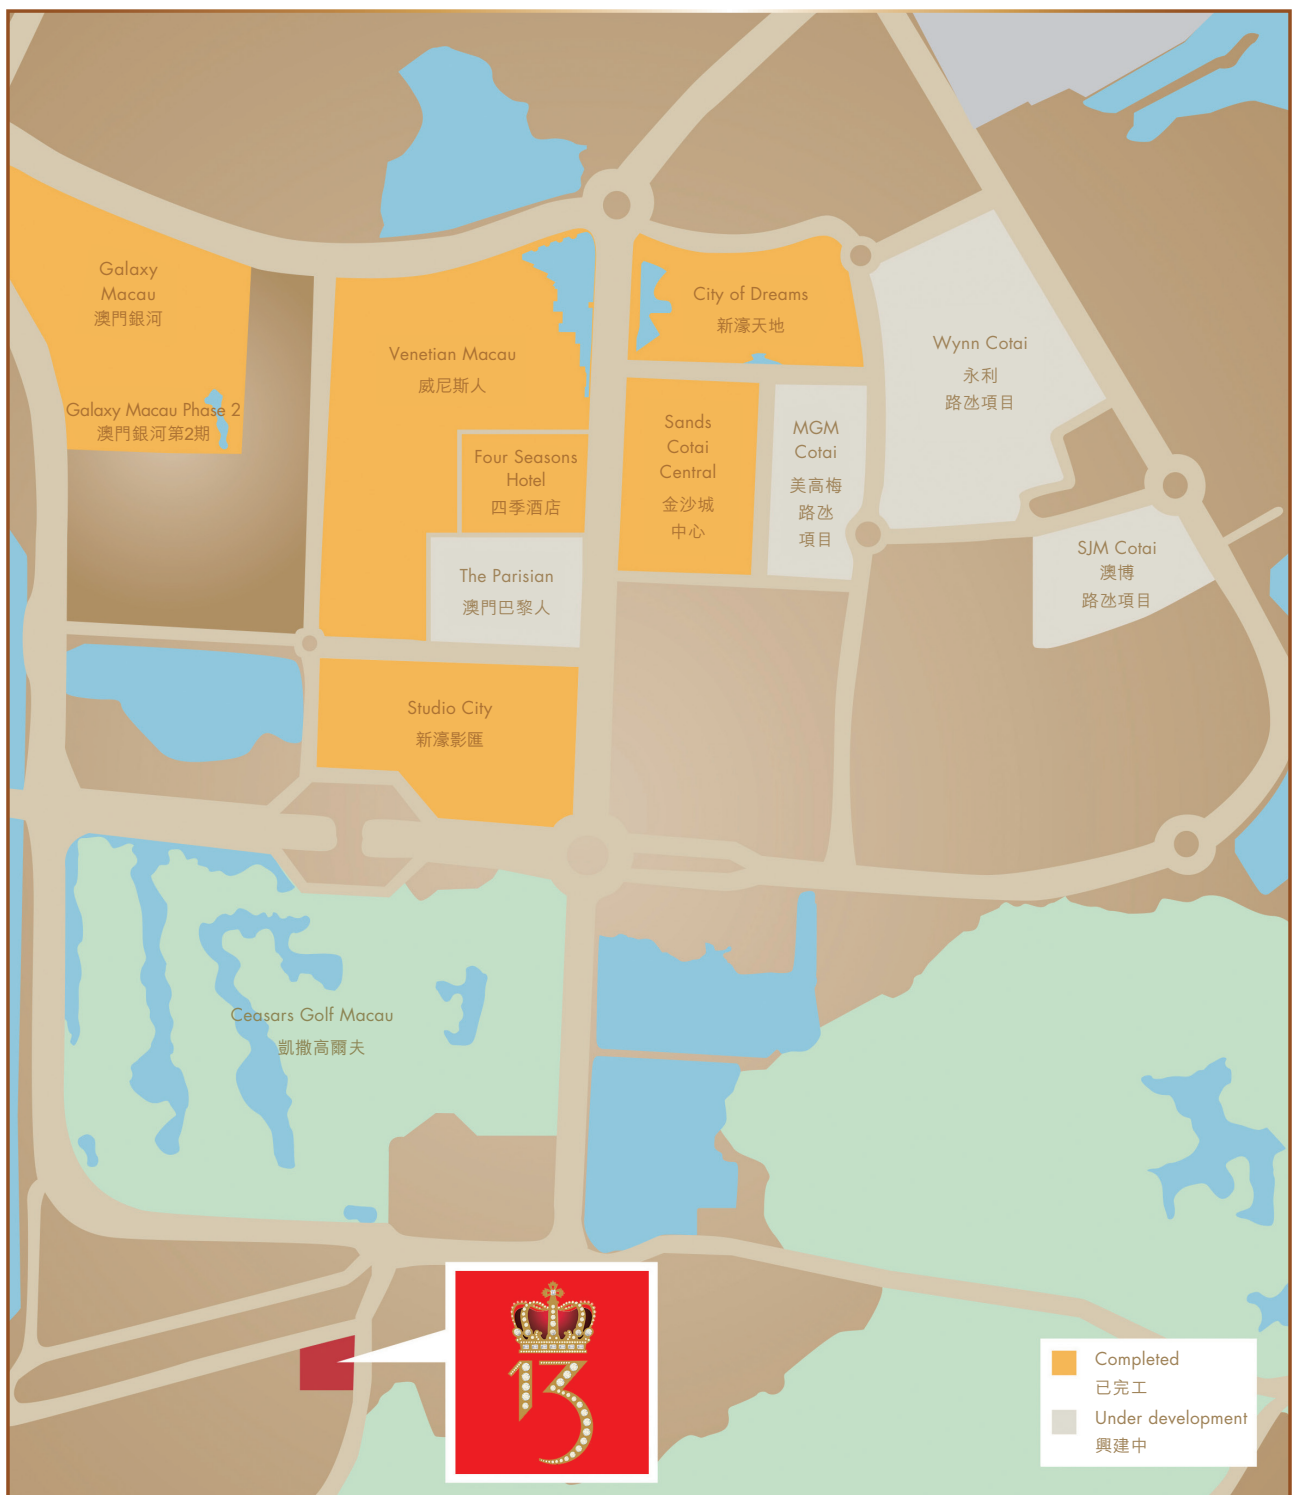 Galaxy
Macau
澳門銀河
Galaxy Macau Phase 2
澳門銀河第2期
Venetian Macau
威尼斯人
Four Seasons
Hotel
四季酒店
The Parisian
澳門巴黎人
Studio City
新濠影匯
City of Dreams
新濠天地
Sands
Cotai
Central
金沙城
中心
MGM
Cotai
美高梅
路氹
項目
Wynn Cotai
永利
路氹項目
SJM Cotai
澳博
路氹項目
Ceasars Golf Macau
凱撒高爾夫
13
Completed
已完工
Under development
興建中